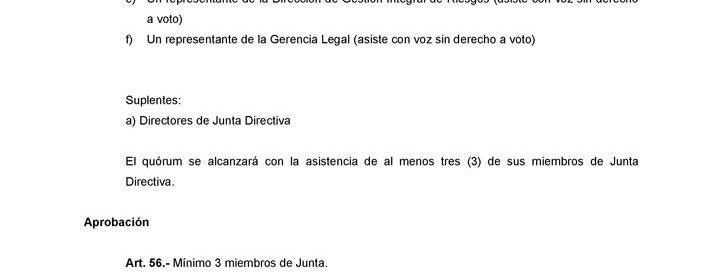 e) Un representante de la Dirección de Gestión Integral de Riesgos (asiste con voz sin derecho
a voto)
f) Un representante de la Gerencia Legal (asiste con voz sin derecho a voto)
Suplentes:
a) Directores de Junta Directiva
El quórum se alcanzará con la asistencia de al menos tres (3) de sus miembros de Junta
Directiva.
Aprobación
Art. 56.- Mínimo 3 miembros de Junta.